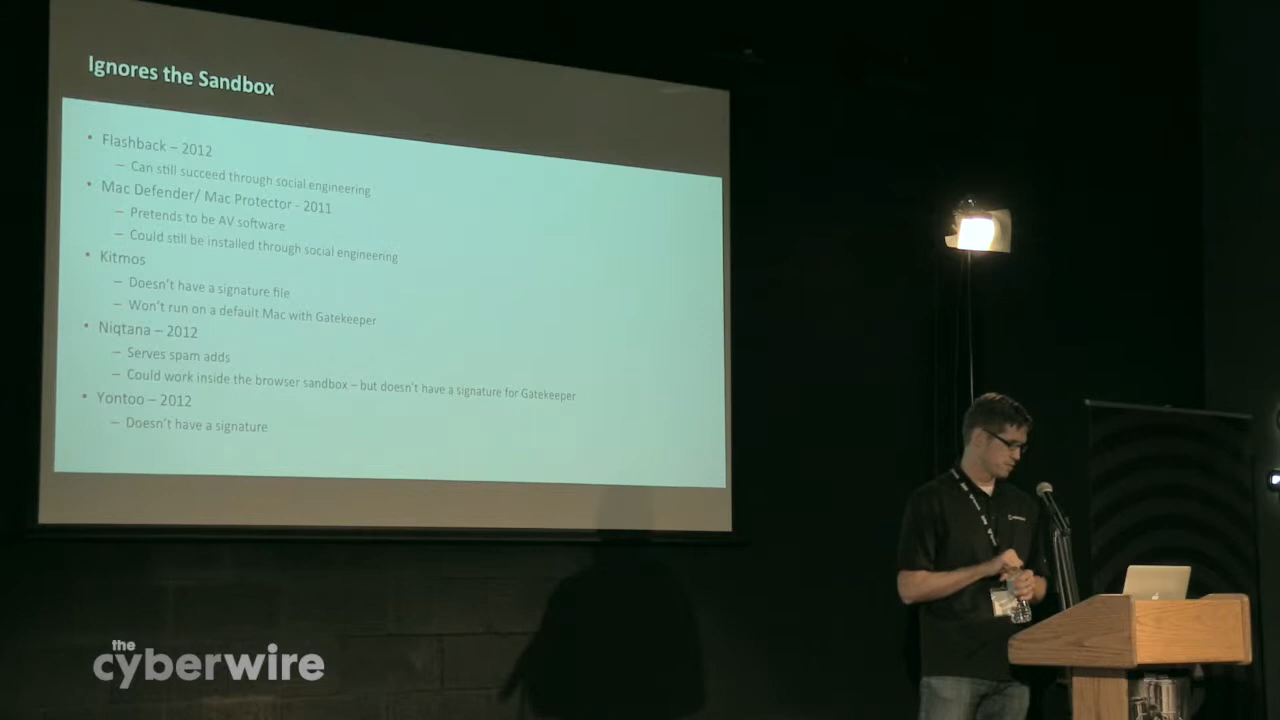 Ignores the Sandbox
• Flashback – 2012
– Can still succeed through social engineering
• Mac Defender/ Mac Protector - 2011
– Pretends to be AV software
– Could still be installed through social engineering
• Kitmos
– Doesn't have a signature file
– Won't run on a default Mac with Gatekeeper
• Niqtana – 2012
– Serves spam adds
– Could work inside the browser sandbox – but doesn't have a signature for Gatekeeper
• Yontoo – 2012
– Doesn't have a signature
the
cyberwire